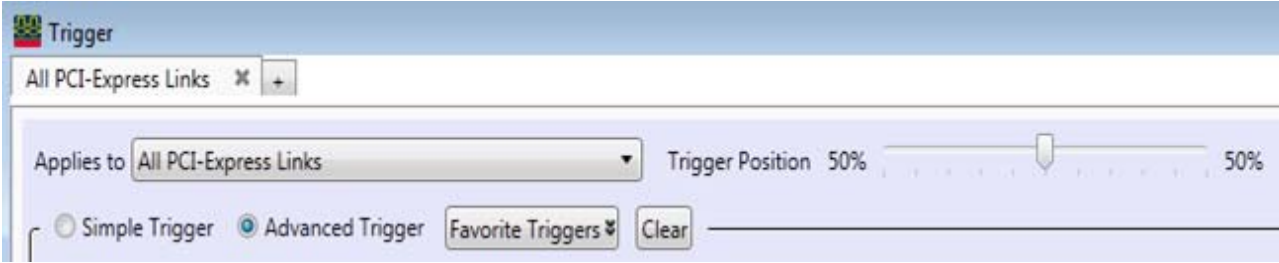 Trigger
All PCI-Express Links +
Applies to All PCI-Express Links Trigger Position 50% 50%
Simple Trigger Advanced Trigger Favorite Triggers Clear